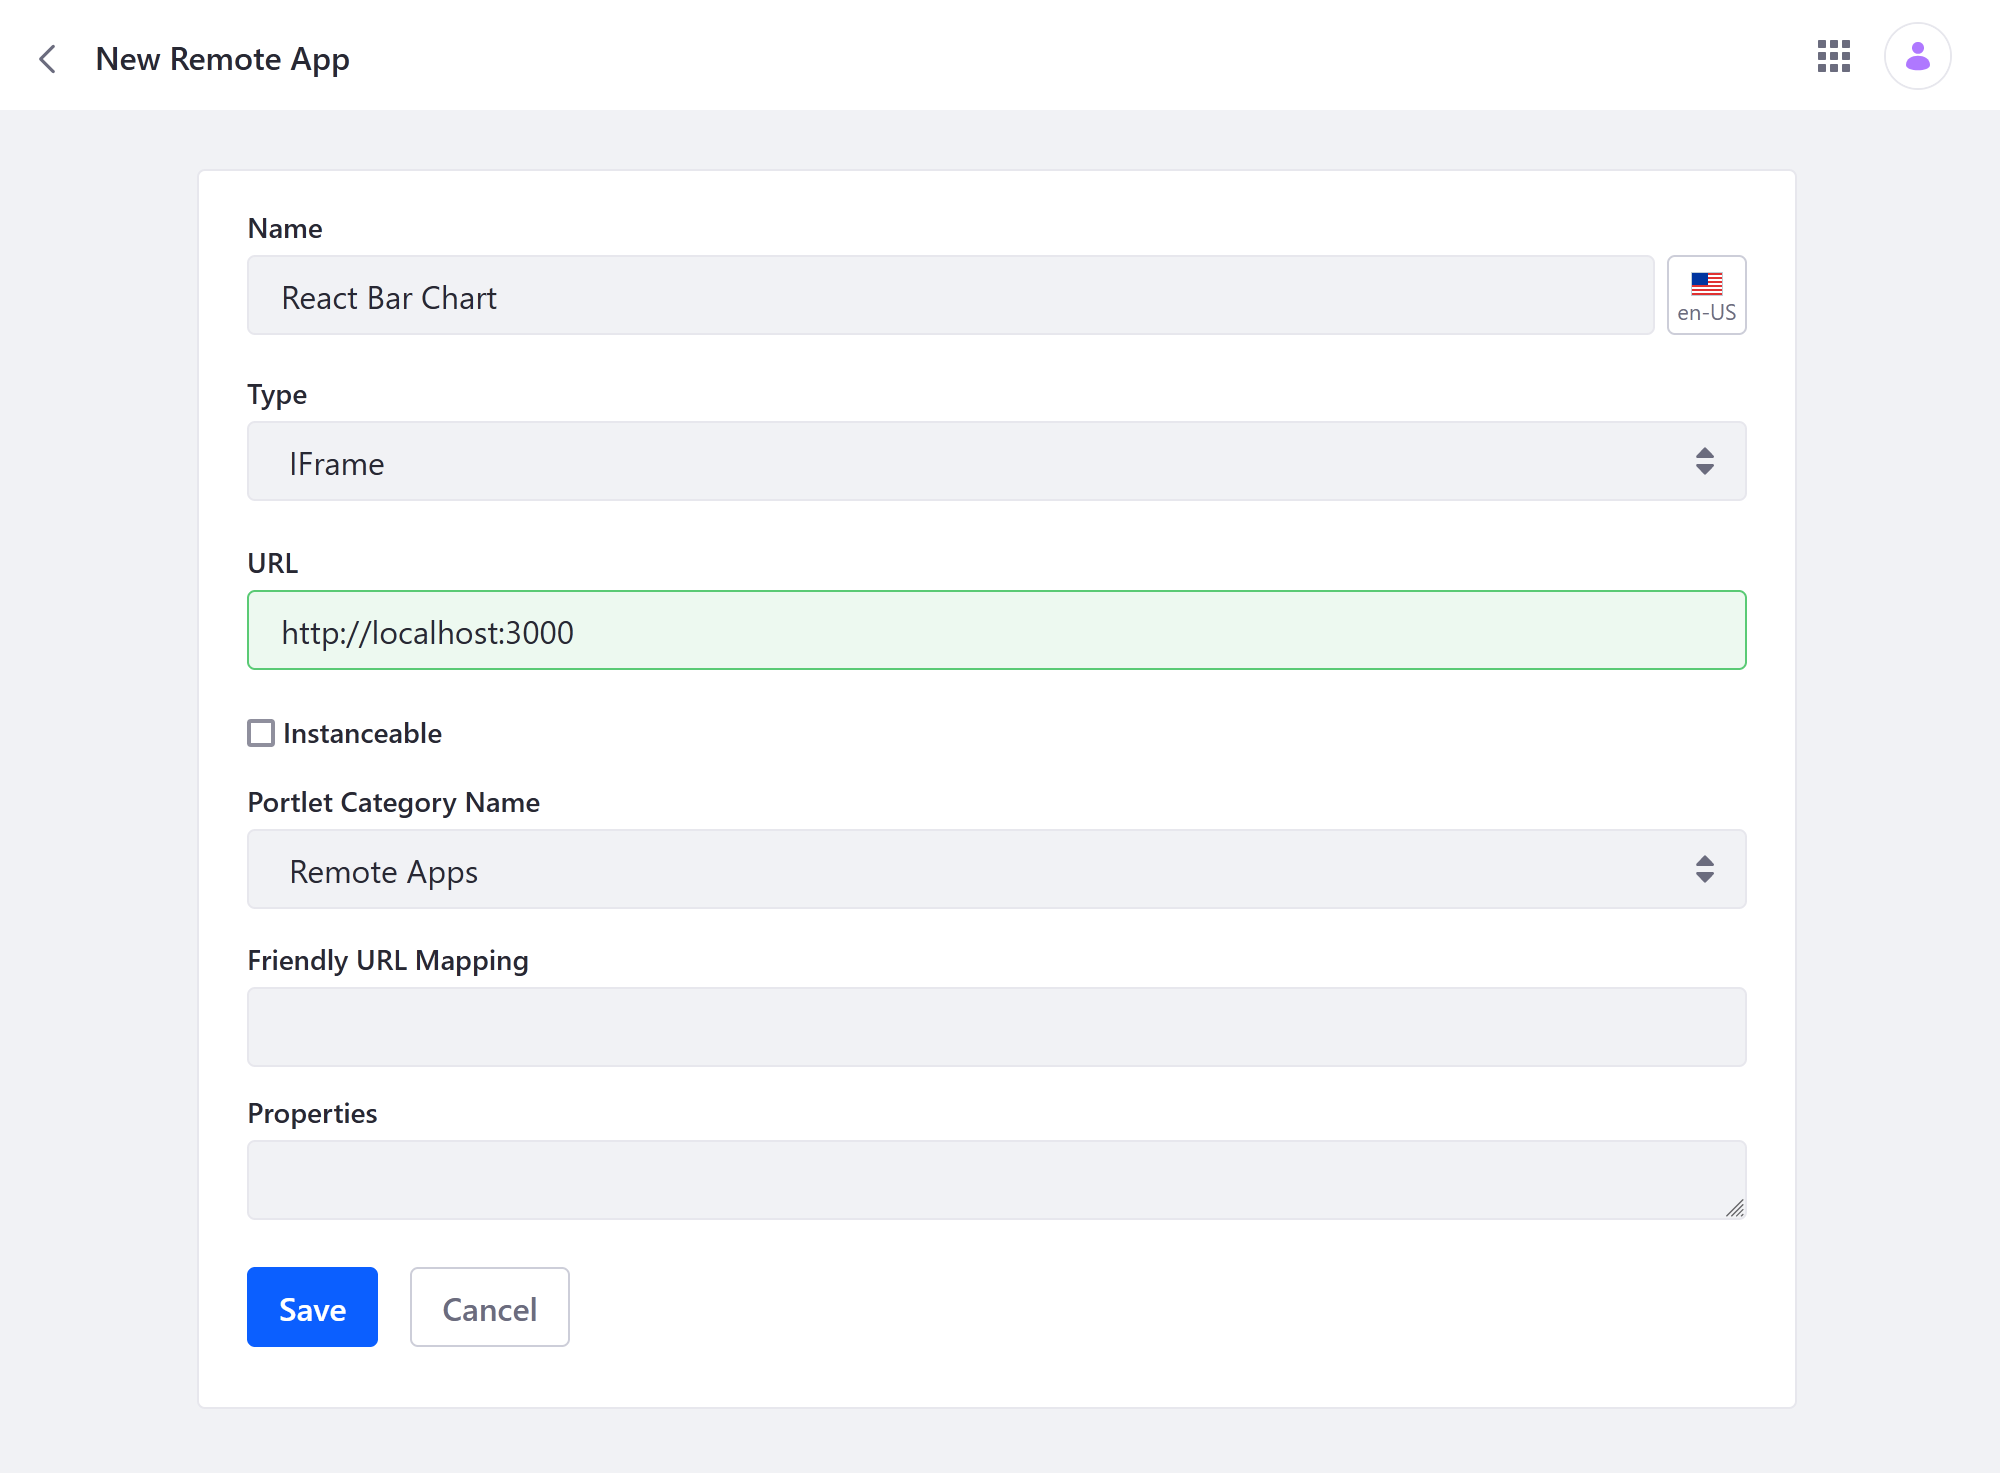 New Remote App
Name
React Bar Chart
en-US
Type
IFrame
URL
http://localhost:3000
Instanceable
Portlet Category Name
Remote Apps
Friendly URL Mapping
Properties
Save
Cancel